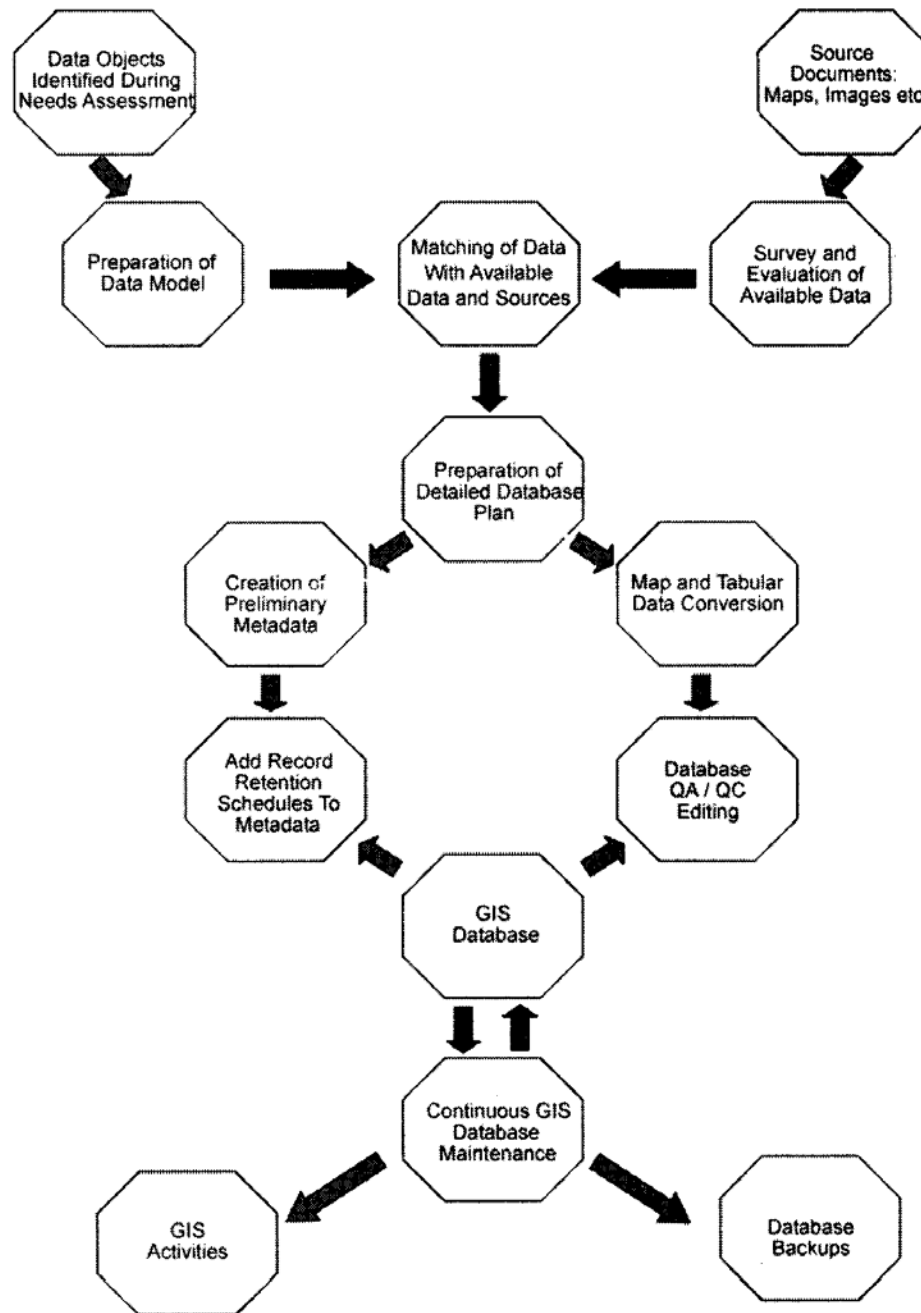 Data Objects
Identified During
Needs Assessment
Source
Documents:
Maps, Images etc
Preparation of
Data Model
Matching of Data
With Available
Data and Sources
Survey and
Evaluation of
Available Data
Preparation of
Detailed Database
Plan
Creation of
Preliminary
Metadata
Map and Tabular
Data Conversion
Add Record
Retention
Schedules To
Metadata
Database
QA / QC
Editing
GIS
Database
Continuous GIS
Database
Maintenance
GIS
Activities
Database
Backups